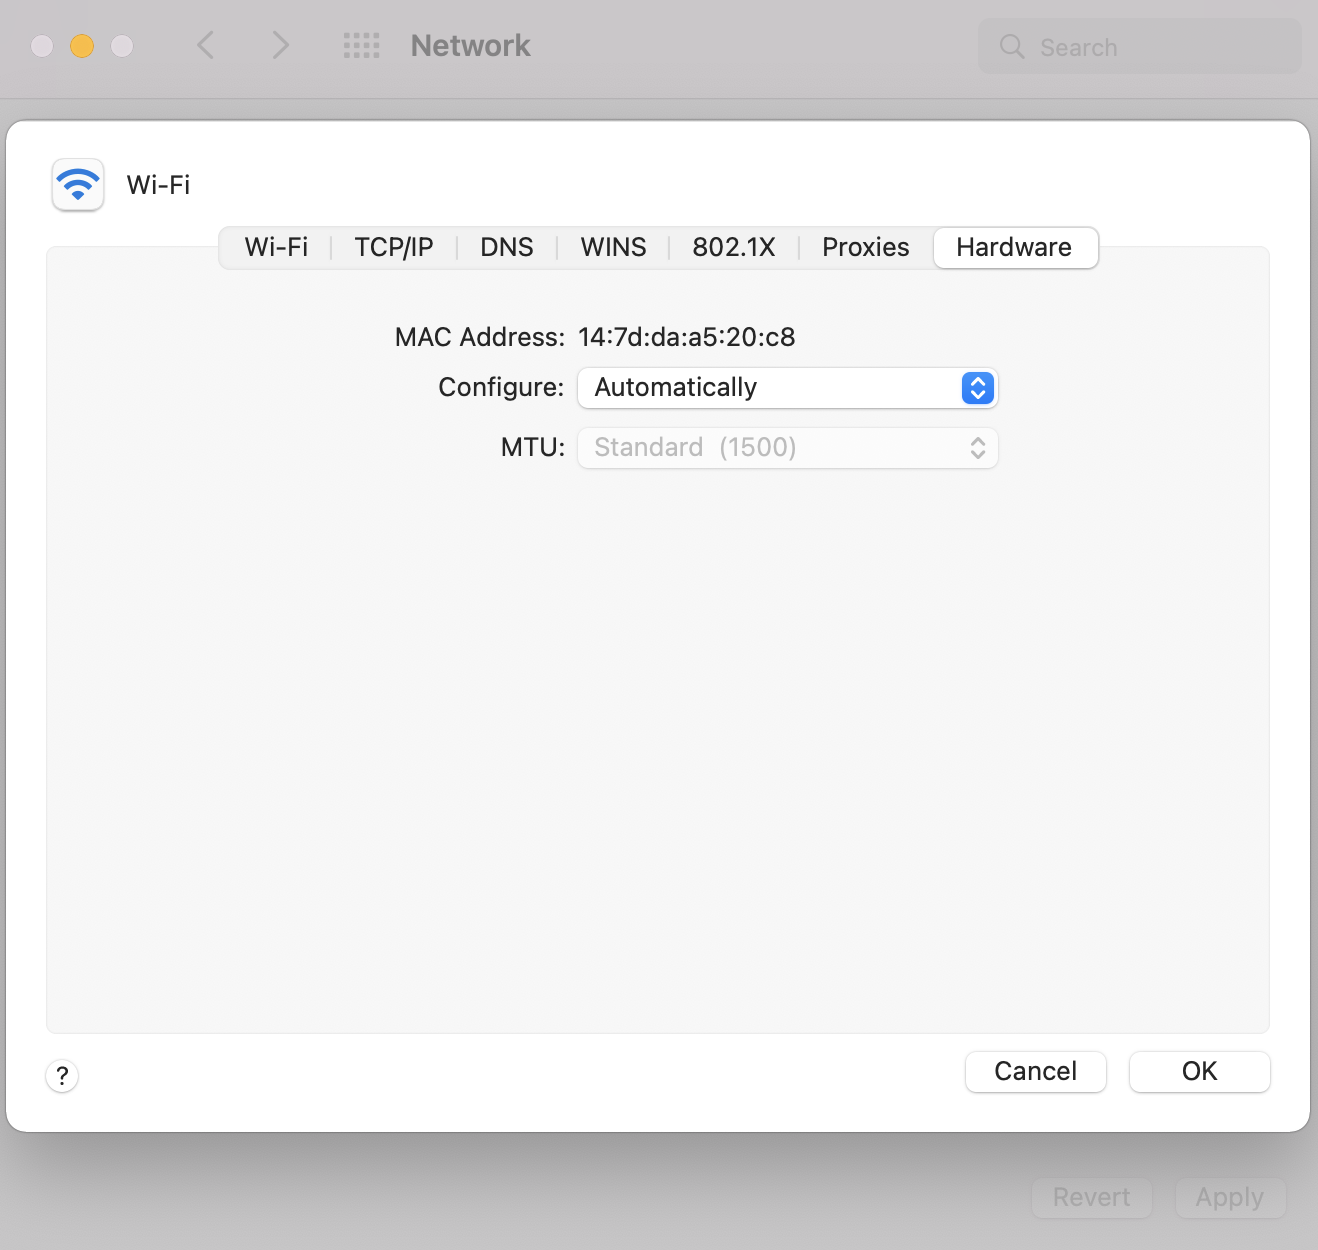 Network
Search
Wi-Fi
Wi-Fi TCP/IP DNS WINS 802.1X Proxies Hardware
MAC Address: 14:7d:da:a5:20:c8
Configure: Automatically
MTU: Standard (1500)
?
Cancel OK
Revert Apply